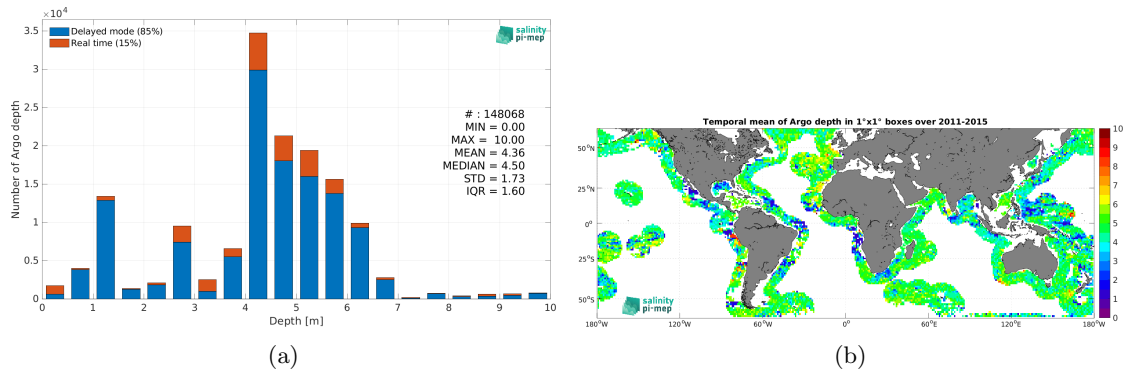 ×10⁴
3.5
3
2.5
2
1.5
1
0.5
0
Number of Argo depth
Delayed mode (85%)
Real time (15%)
salinity
pi-mep
# : 148068
MIN = 0.00
MAX = 10.00
MEAN = 4.36
MEDIAN = 4.50
STD = 1.73
IQR = 1.60
1 2 3 4 5 6 7 8 9 10
Depth [m]
(a)
Temporal mean of Argo depth in 1°x1° boxes over 2011-2015
50°N
25°N
0°
25°S
50°S
180°W 120°W 60°W 0° 60°E 120°E 180°W
salinity
pi-mep
10
9
8
7
6
5
4
3
2
1
0
(b)